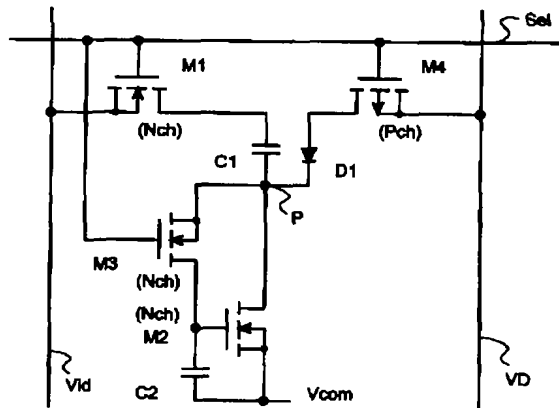 Sel
M1
M4
(Nch)
(Pch)
C1
D1
P
M3
(Nch)
(Nch)
M2
Vid
C2
Vcom
VD